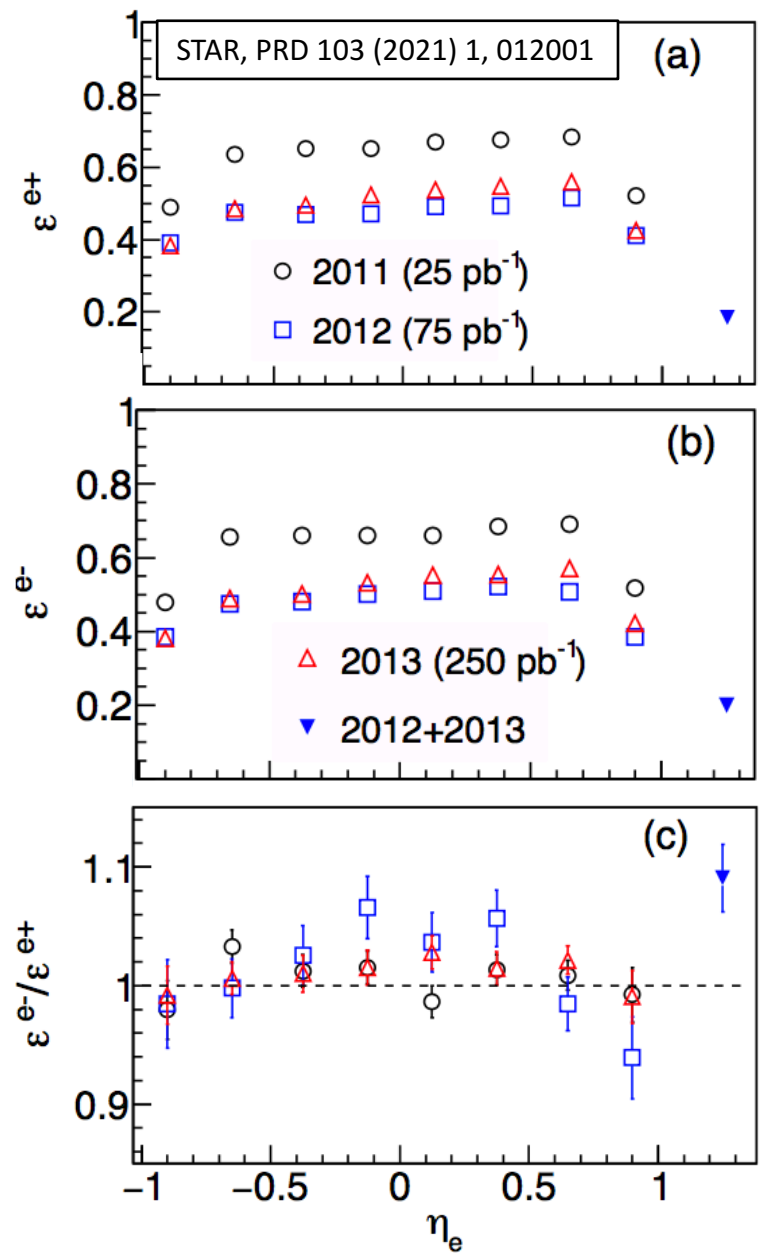 STAR, PRD 103 (2021) 1, 012001
(a)
1
0.8
0.6
0.4
0.2
ε e+
2011 (25 pb-1)
2012 (75 pb-1)
(b)
1
0.8
0.6
0.4
0.2
ε e-
2013 (250 pb-1)
2012+2013
(c)
1.1
1
0.9
ε e-/ε e+
−1 −0.5 0 0.5 1
ηe